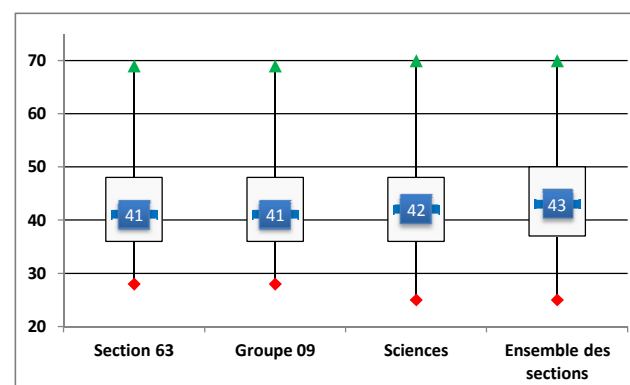 70
60
50
40
30
20
41
41
42
43
Section 63
Groupe 09
Sciences
Ensemble des
sections